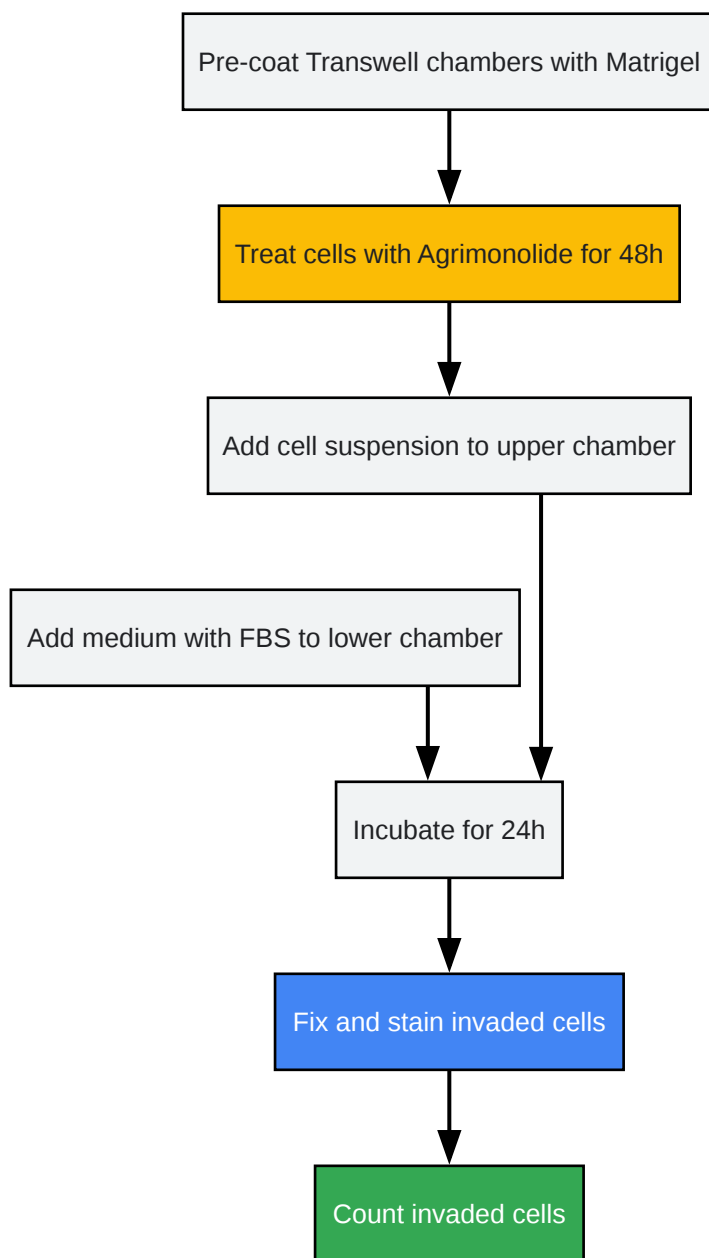 Pre-coat Transwell chambers with Matrigel
Treat cells with Agrimonolide for 48h
Add cell suspension to upper chamber
Add medium with FBS to lower chamber
Incubate for 24h
Fix and stain invaded cells
Count invaded cells